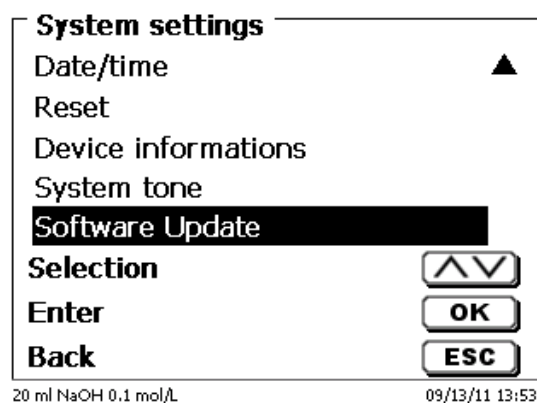 System settings
Date/time
Reset
Device informations
System tone
Software Update
Selection
Enter OK
Back ESC
20 ml NaOH 0.1 mol/L 09/13/11 13:53